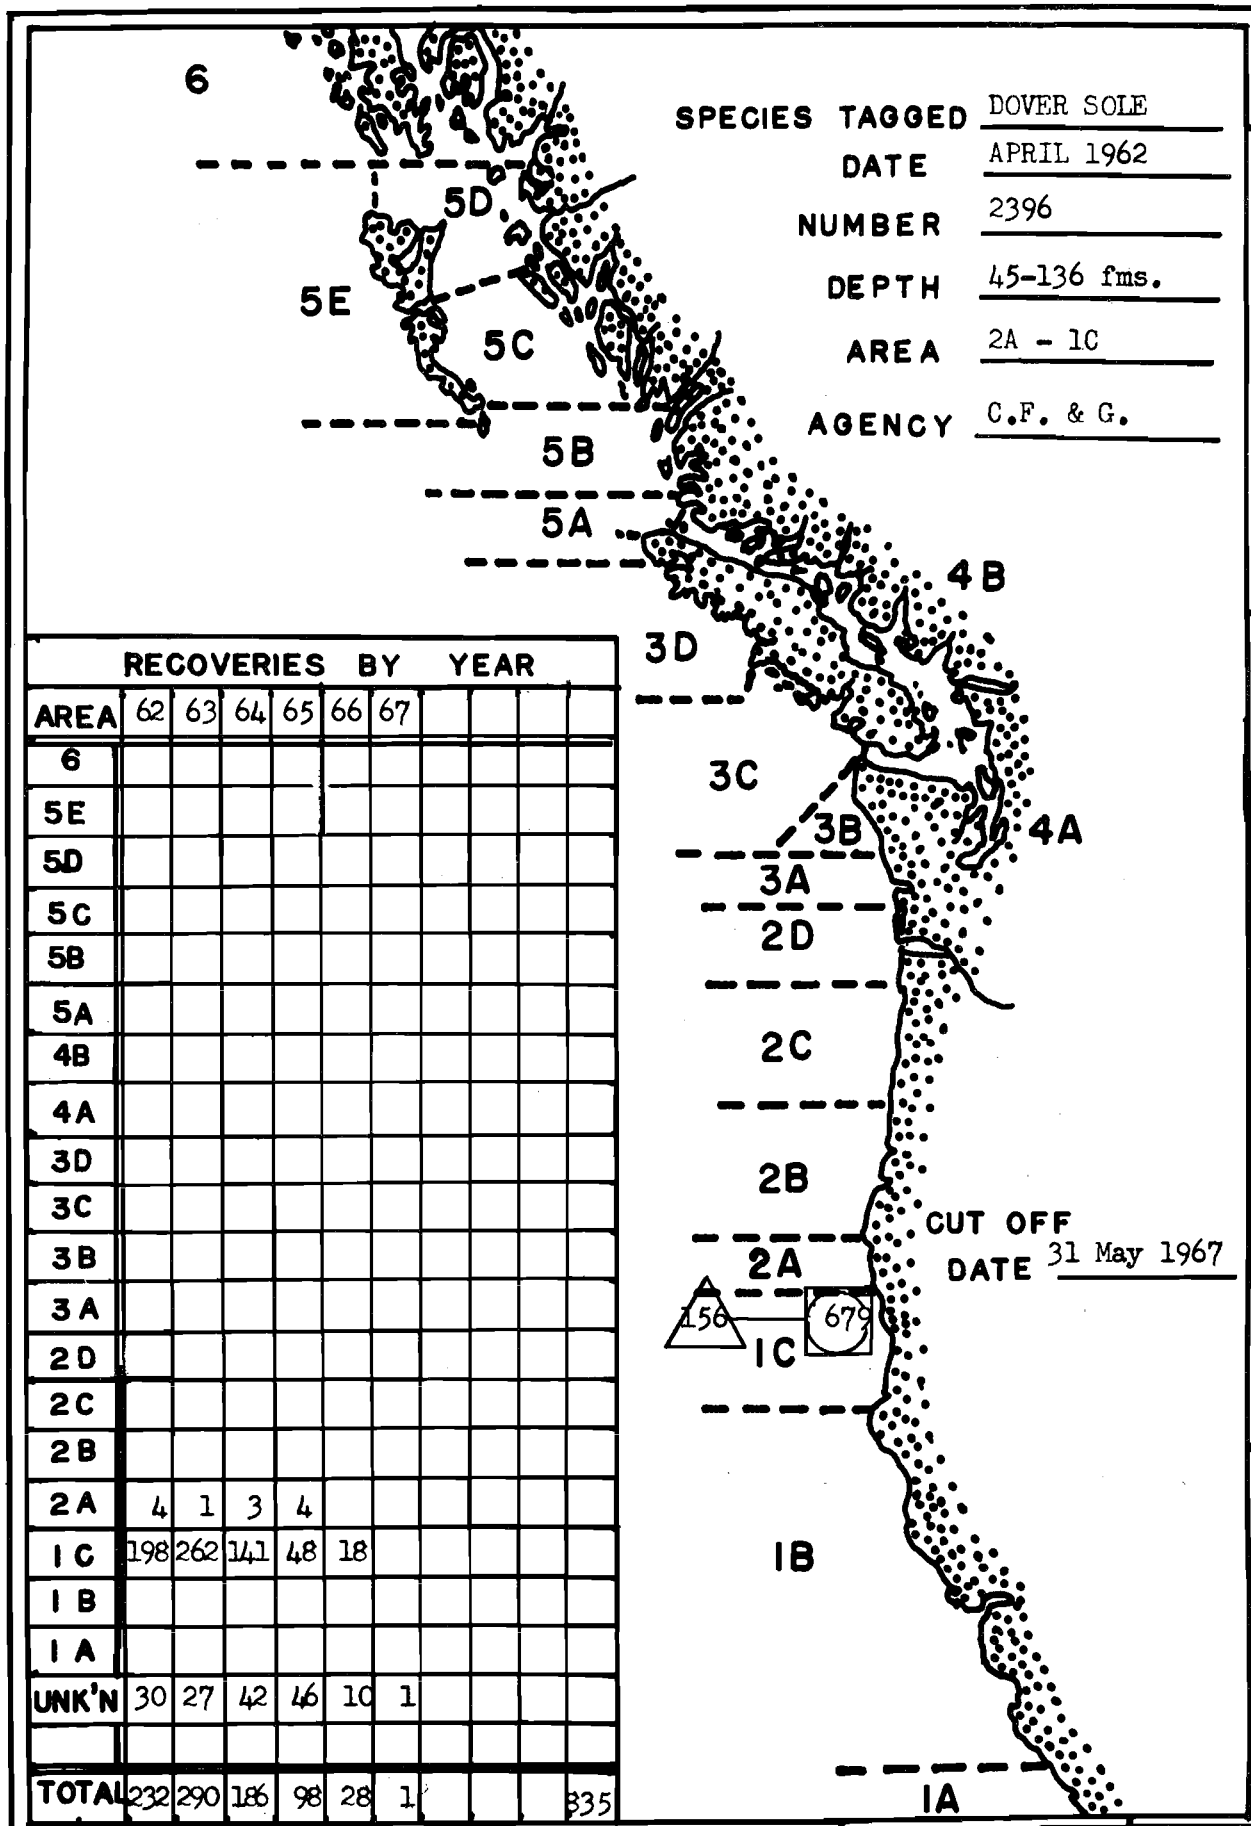 SPECIES TAGGED DOVER SOLE
DATE APRIL 1962
NUMBER 2396
DEPTH 45-136 fms.
AREA 2A - 1C
AGENCY C.F. & G.
6
5D
5E
5C
5B
5A
4B
3D
3C
3B
4A
3A
2D
2C
2B
CUT OFF
DATE 31 May 1967
2A
156
679
1C
1B
1A
RECOVERIES BY YEAR
AREA 62 63 64 65 66 67
6
5E
5D
5C
5B
5A
4B
4A
3D
3C
3B
3A
2D
2C
2B
2A 4 1 3 4
1C 198 262 141 48 18
1B
1A
UNK'N 30 27 42 46 10 1
TOTAL 232 290 186 98 28 1 835